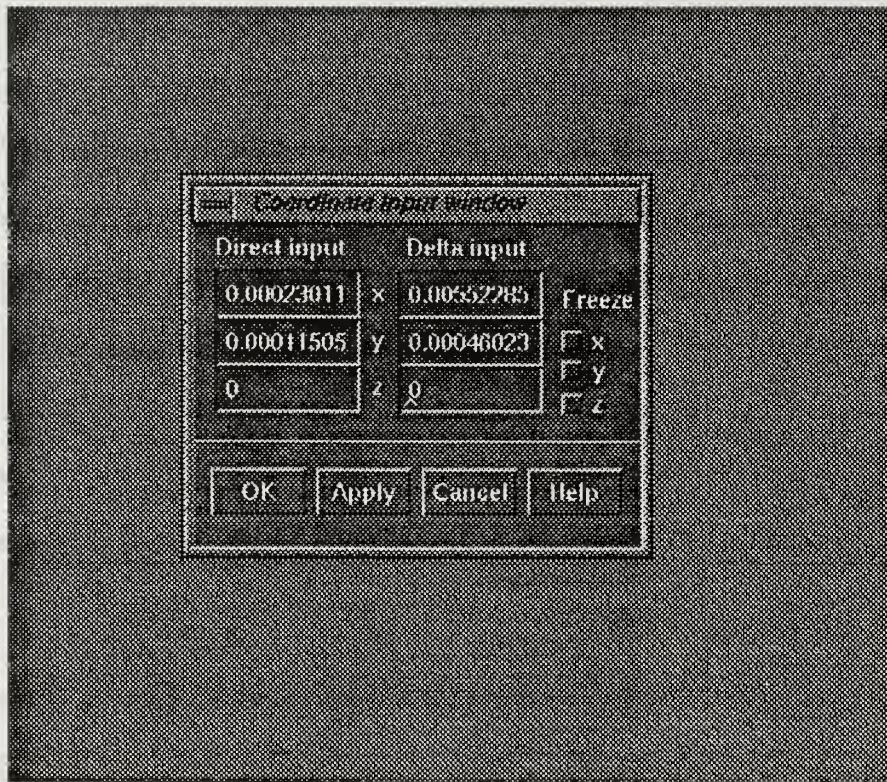 Coordinate input window
Direct input Delta input
0.00023011 x 0.00552285 Freeze
0.00011505 y 0.00046023 x
y
0 z 0 z
OK Apply Cancel Help